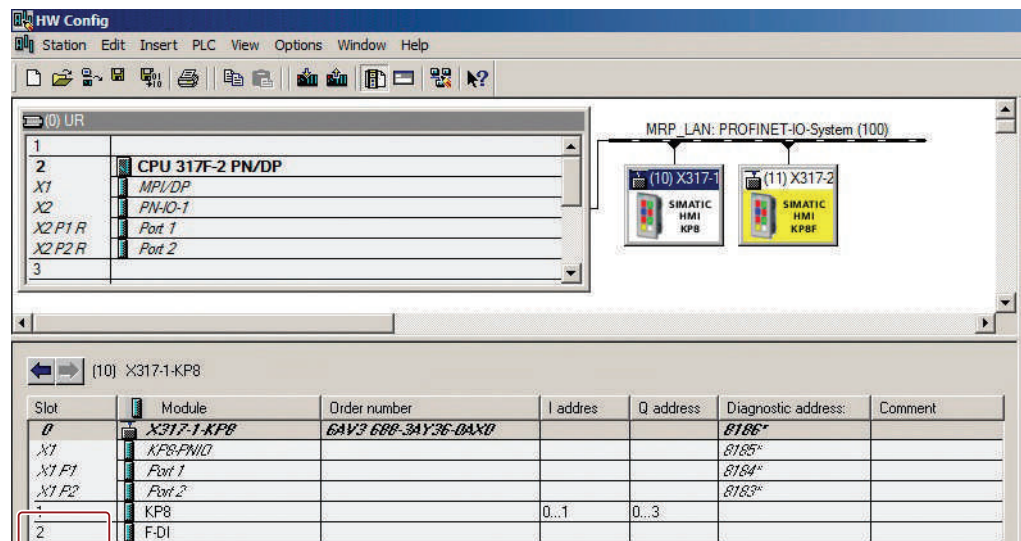 HW Config
Station Edit Insert PLC View Options Window Help
(0) UR
1
2 CPU 317F-2 PN/DP
X1 MPI/DP
X2 PN-IO-1
X2 P1 R Port 1
X2 P2 R Port 2
3
MRP_LAN: PROFINET-IO-System (100)
(10) X317-1
SIMATIC
HMI
KP8
(11) X317-2
SIMATIC
HMI
KP8F
(10) X317-1-KP8
Slot Module Order number I addres Q address Diagnostic address: Comment
0 X317-1-KP8 6AV3 688-3AY36-0AX0 8186*
X1 KP8-PNIO 8185*
X1 P1 Port 1 8184*
X1 P2 Port 2 8183*
1 KP8 0...1 0...3
2 F-DI